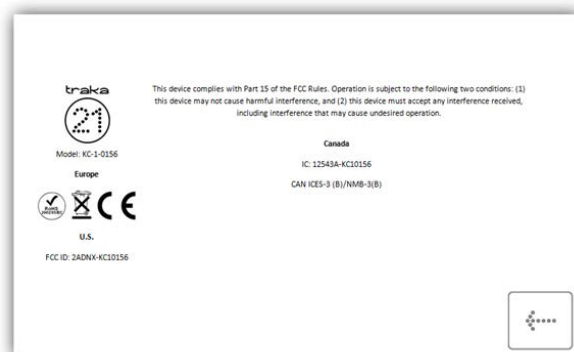 traka
21
Model: KC-1-0156
Europe
CE
U.S.
FCC ID: 2ADNX-KC10156
This device complies with Part 15 of the FCC Rules. Operation is subject to the following two conditions: (1)
this device may not cause harmful interference, and (2) this device must accept any interference received,
including interference that may cause undesired operation.
Canada
IC: 12543A-KC10156
CAN ICES-3 (B)/NMB-3(B)